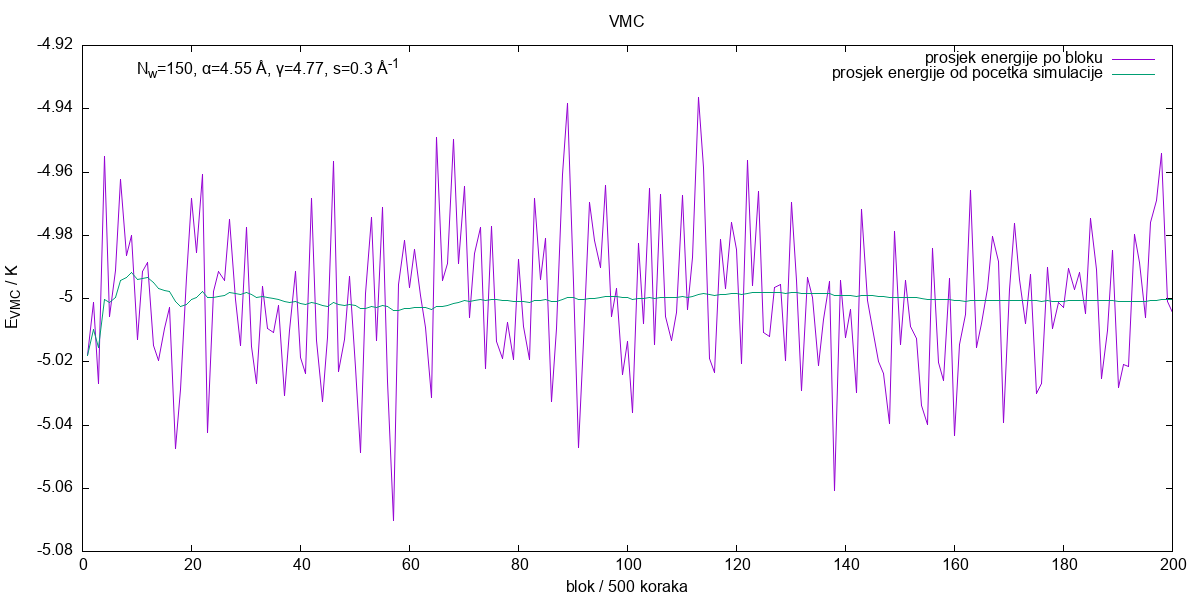 VMC
N_w=150, α=4.55 Å, γ=4.77, s=0.3 Å^-1
prosjek energije po bloku
prosjek energije od pocetka simulacije
E_VMC / K
-4.92
-4.94
-4.96
-4.98
-5
-5.02
-5.04
-5.06
-5.08
0 20 40 60 80 100 120 140 160 180 200
blok / 500 koraka